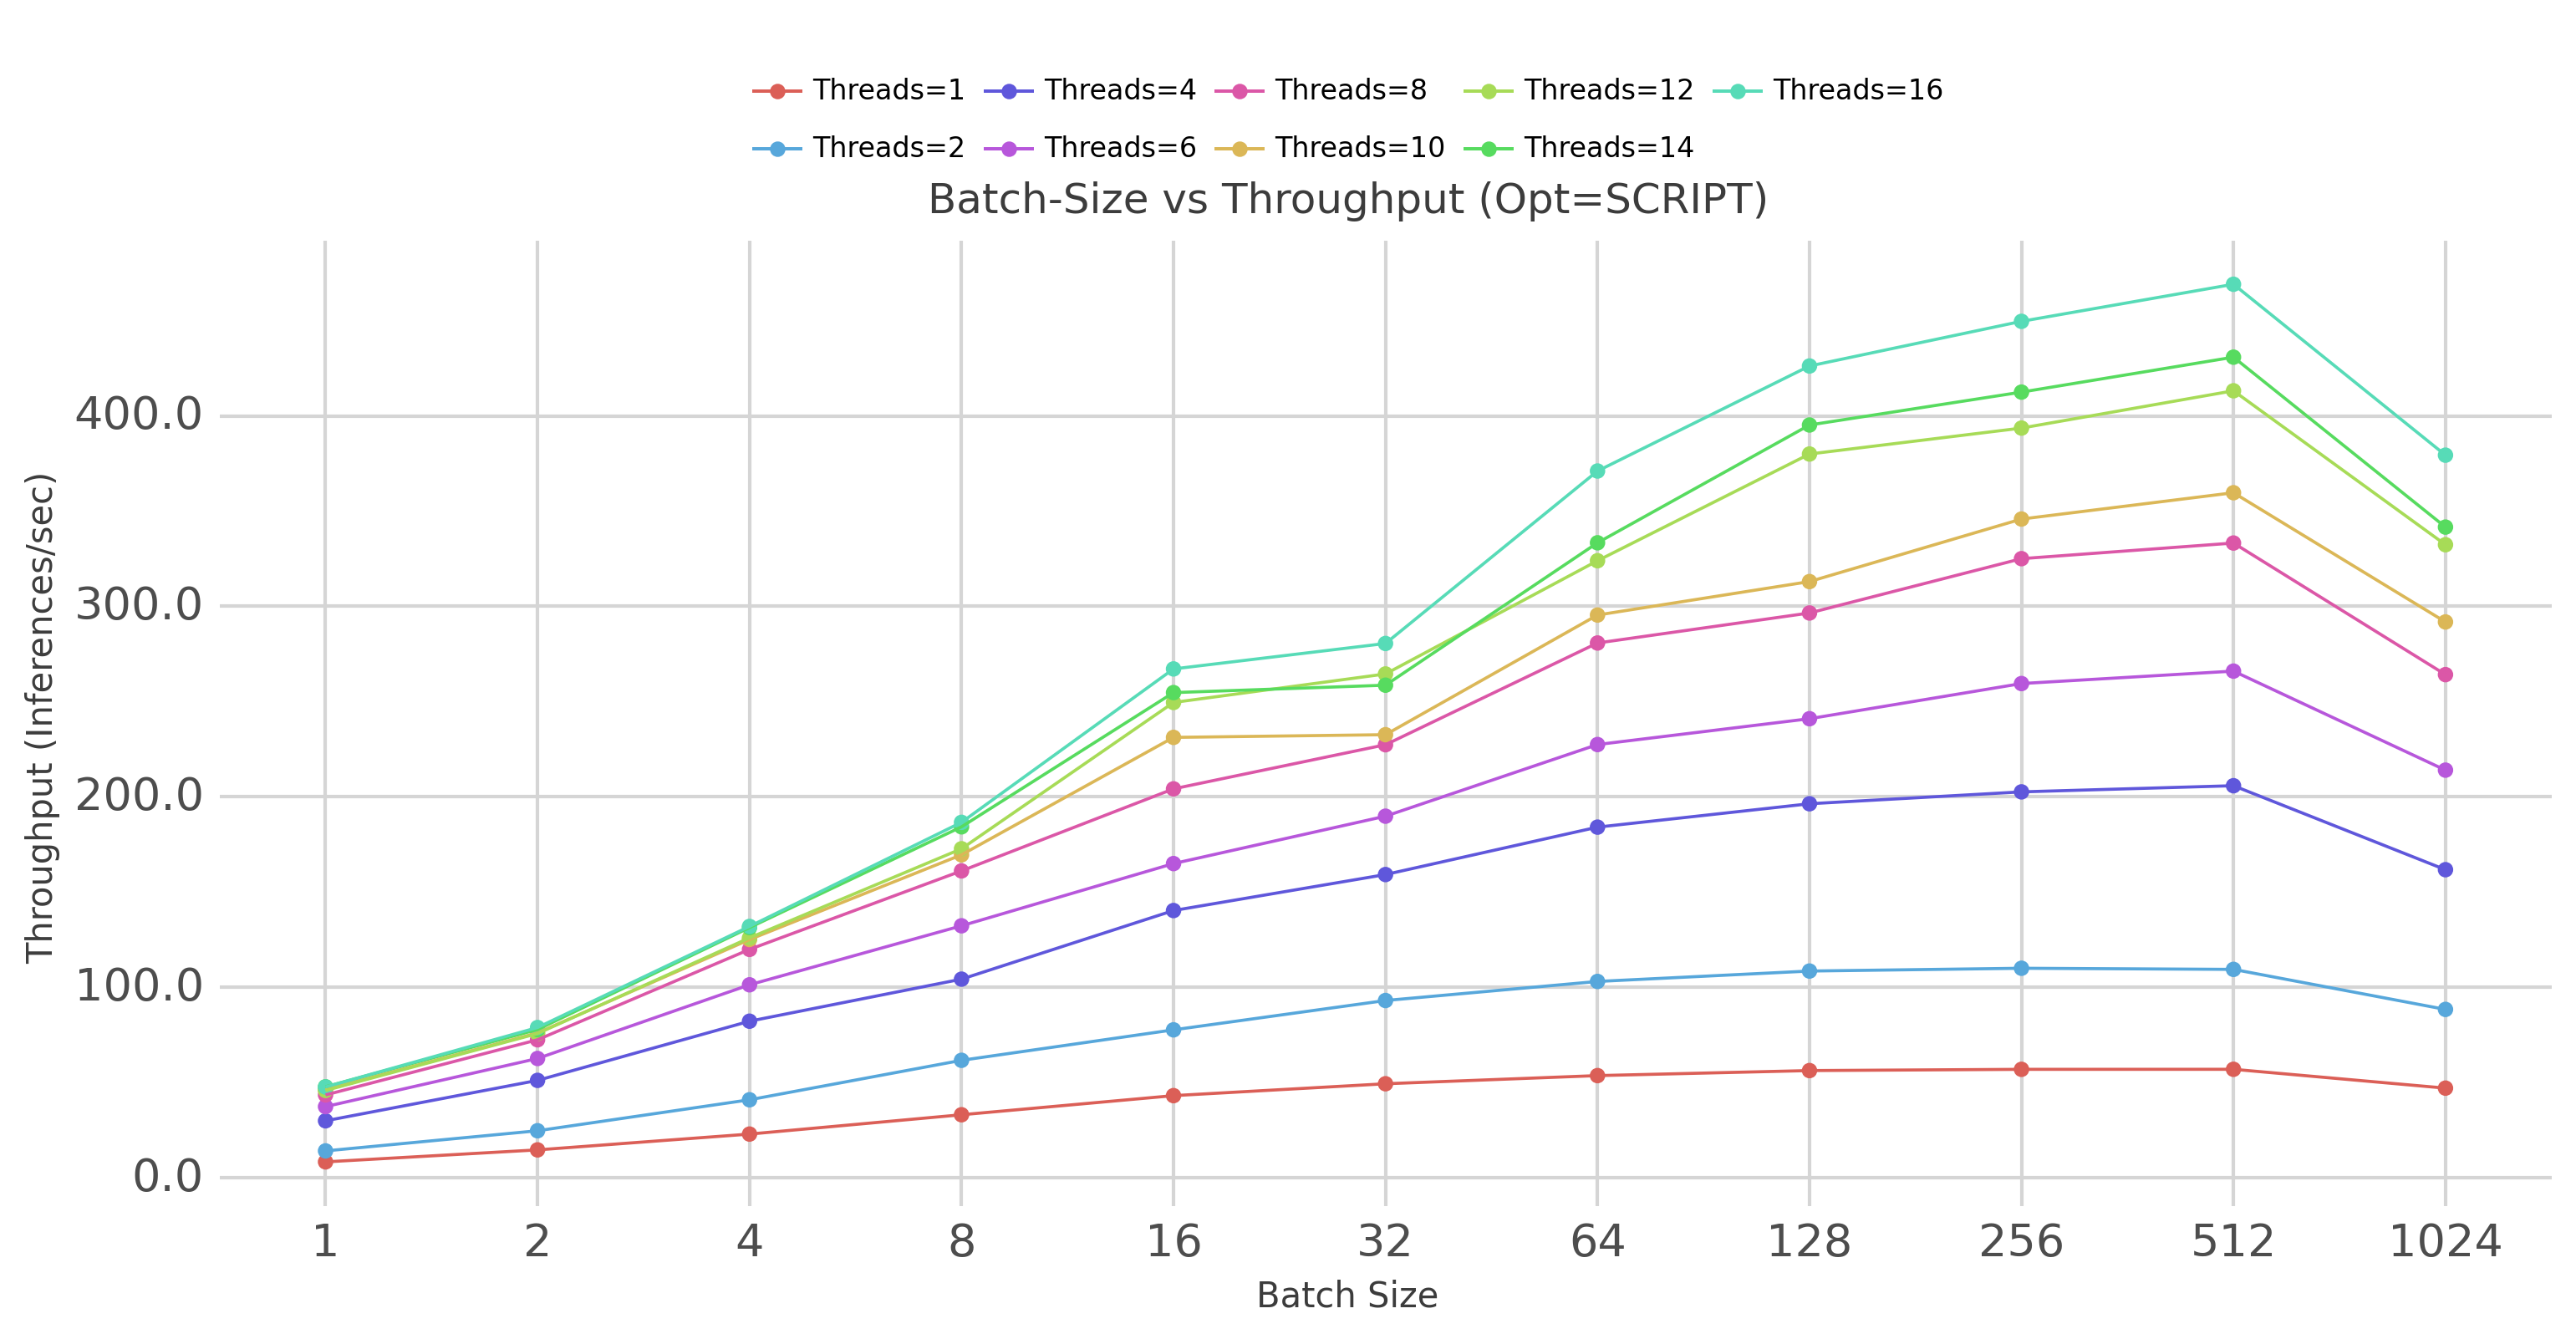 Threads=1 Threads=4 Threads=8 Threads=12 Threads=16
Threads=2 Threads=6 Threads=10 Threads=14
Batch-Size vs Throughput (Opt=SCRIPT)
Throughput (Inferences/sec)
400.0
300.0
200.0
100.0
0.0
1 2 4 8 16 32 64 128 256 512 1024
Batch Size